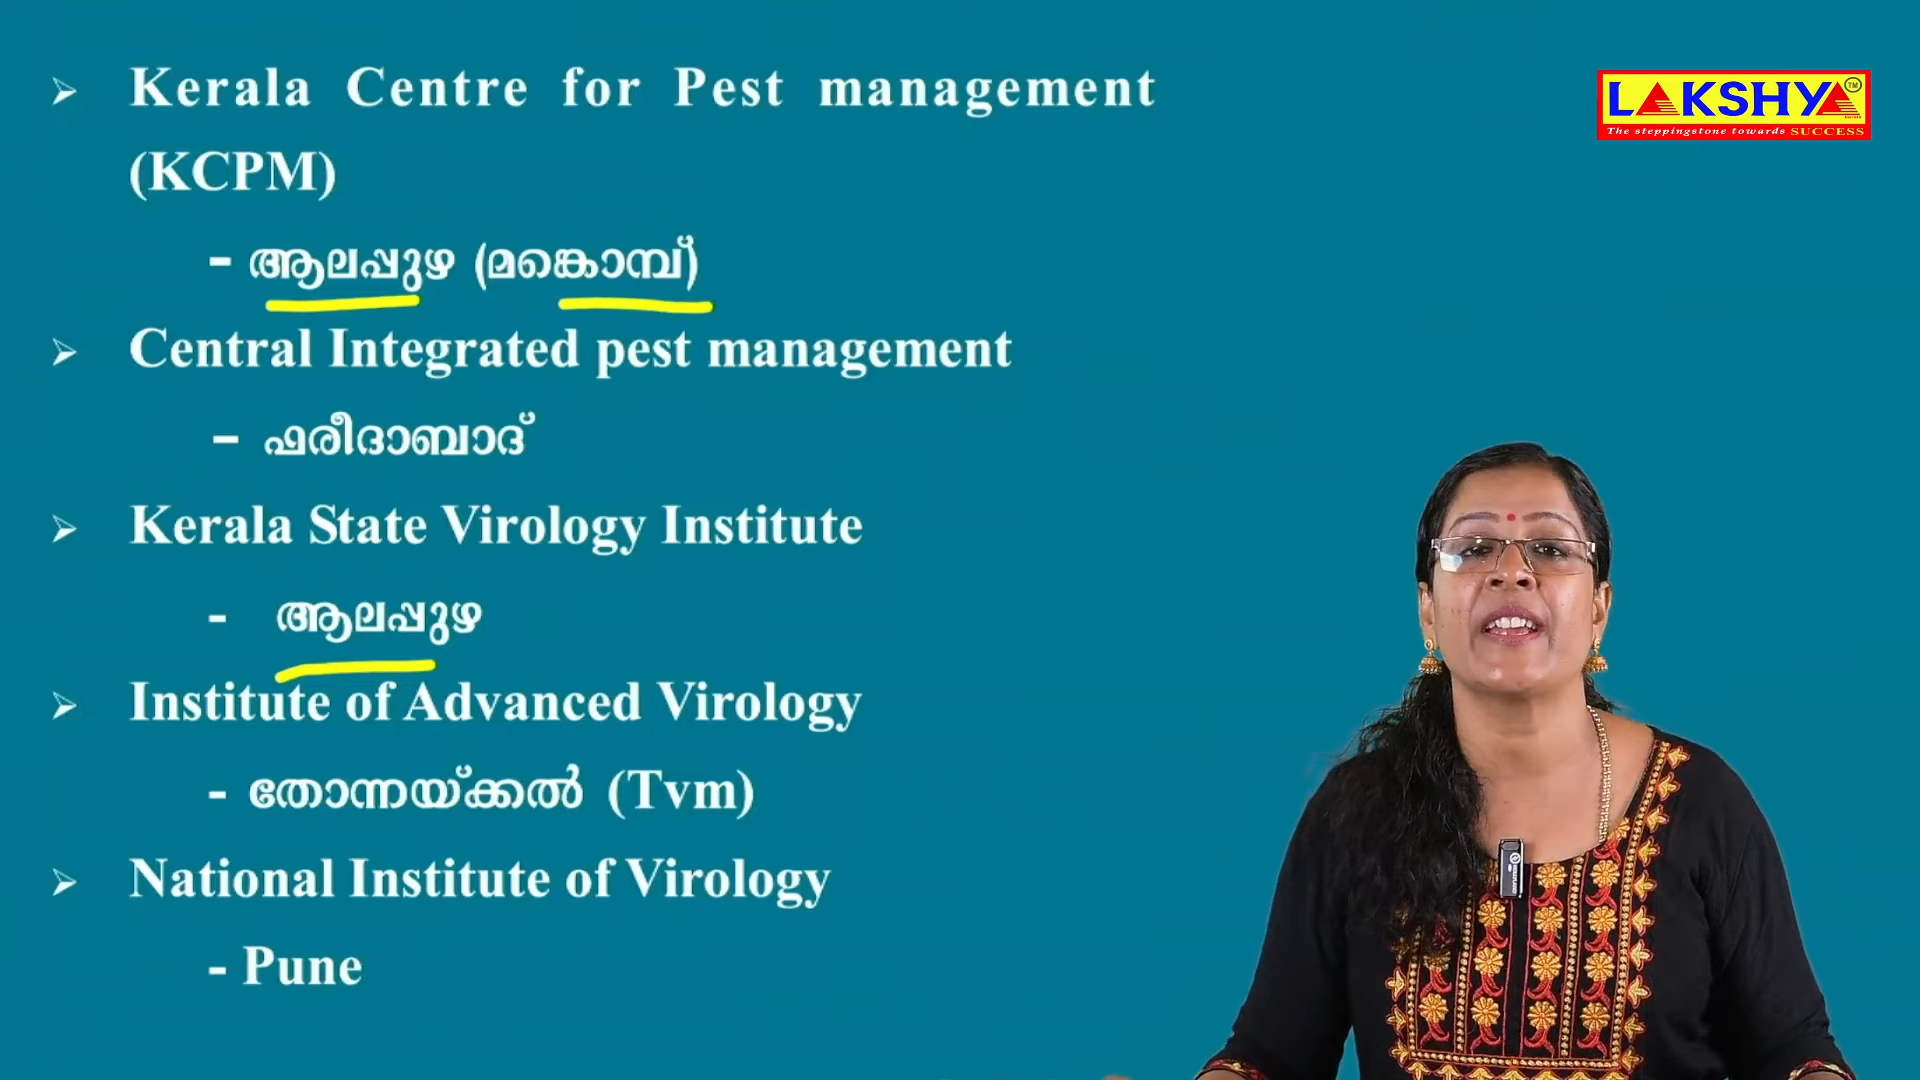 Kerala Centre for Pest management
(KCPM)
- ആലപ്പുഴ (മങ്കൊമ്പ്)
Central Integrated pest management
- ഫരീദാബാദ്
Kerala State Virology Institute
- ആലപ്പുഴ
Institute of Advanced Virology
- തോന്നയ്ക്കൽ (Tvm)
National Institute of Virology
- Pune
LAKSHYA TM
The steppingstone towards SUCCESS